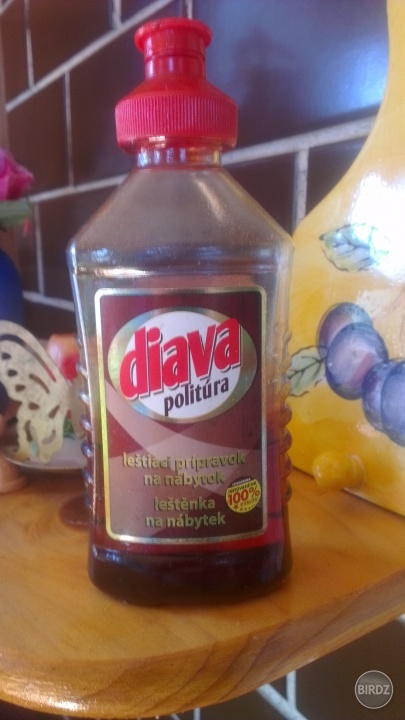 diava
politúra
leštiaci prípravok
na nábytok
leštěnka
na nábytek
100%
BIRDZ